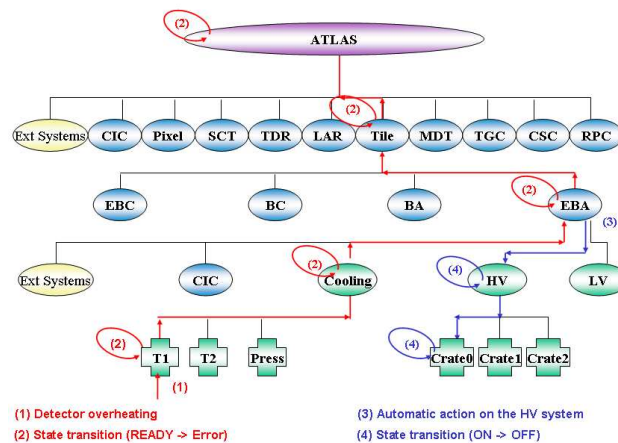 (2)
ATLAS
(2)
Ext Systems CIC Pixel SCT TDR LAR Tile MDT TGC CSC RPC
(2)
EBC BC BA EBA
(3)
(2) (4)
Ext Systems CIC Cooling HV LV
(2) (4)
T1 T2 Press Crate0 Crate1 Crate2
(1)
(1) Detector overheating (3) Automatic action on the HV system
(2) State transition (READY -> Error) (4) State transition (ON -> OFF)